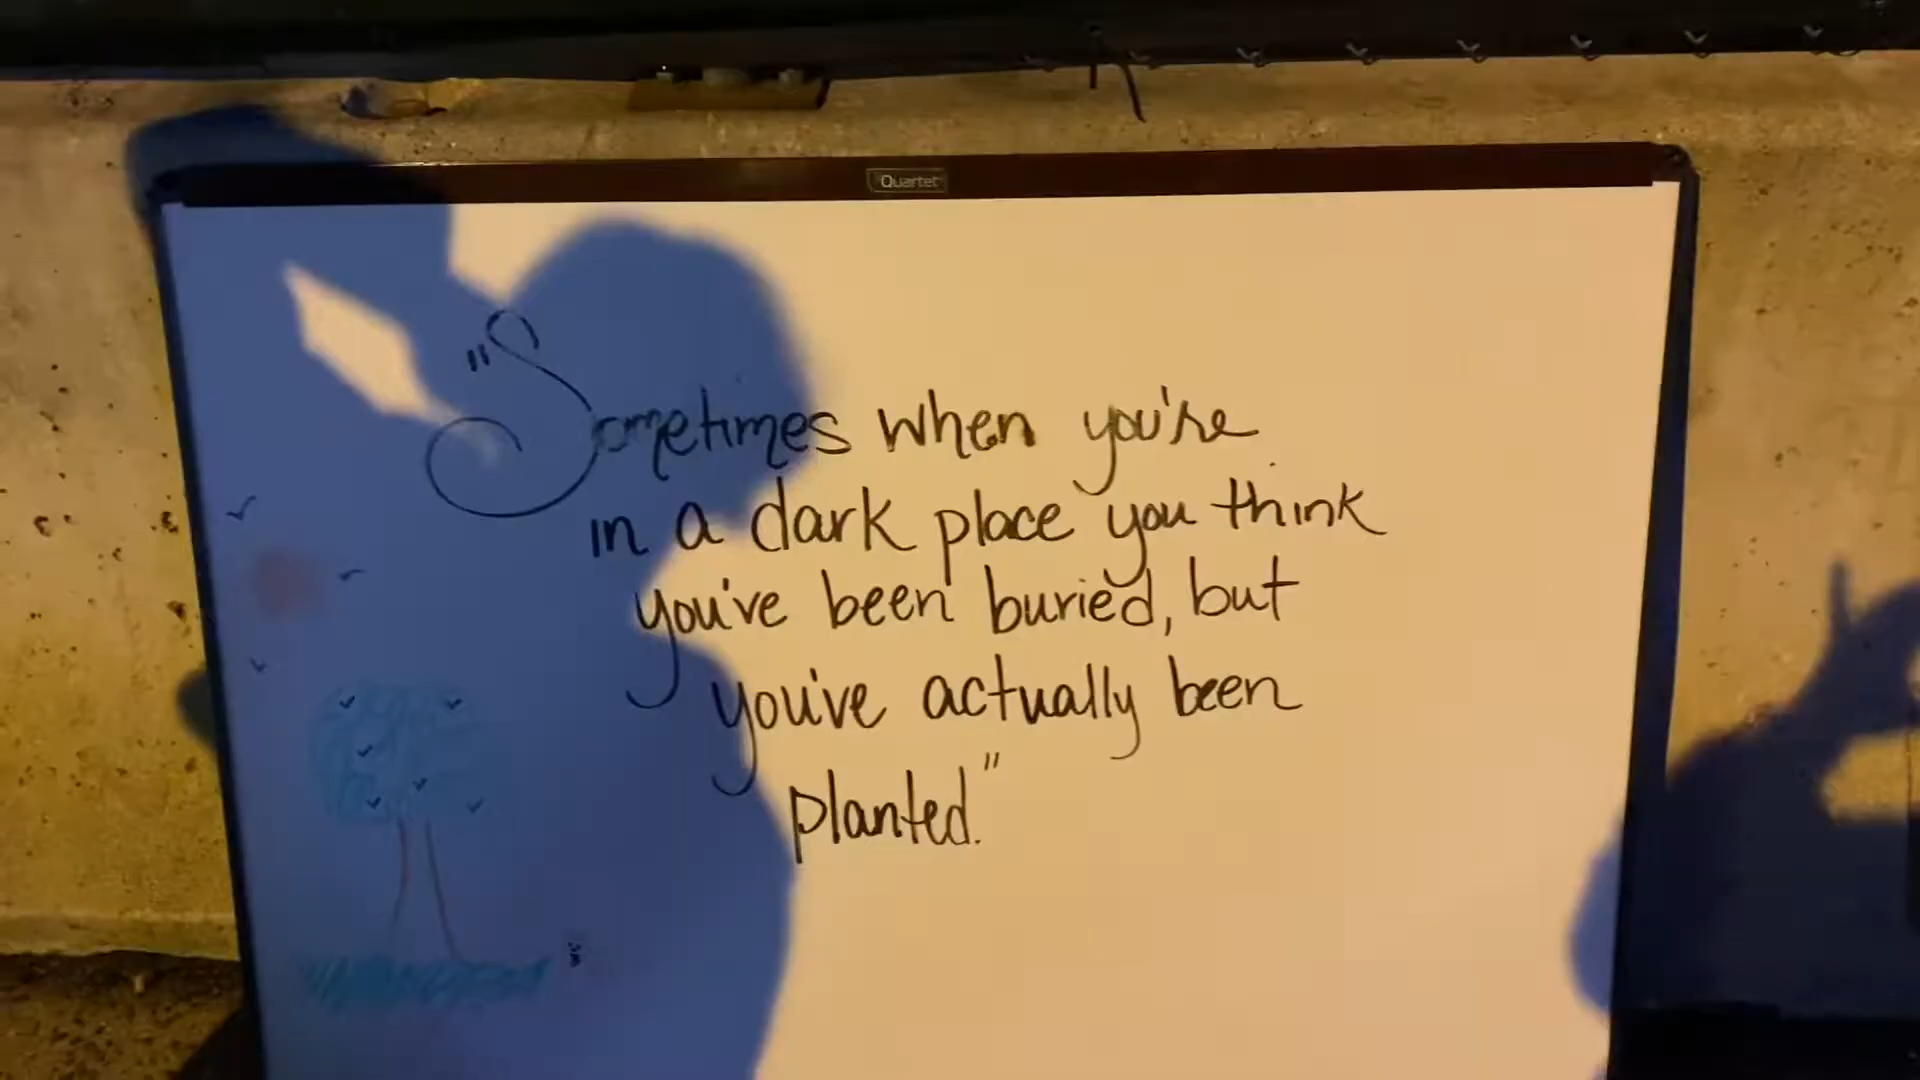 Quartet
"Sometimes when you're
in a dark place you think
you've been buried, but
you've actually been
planted."